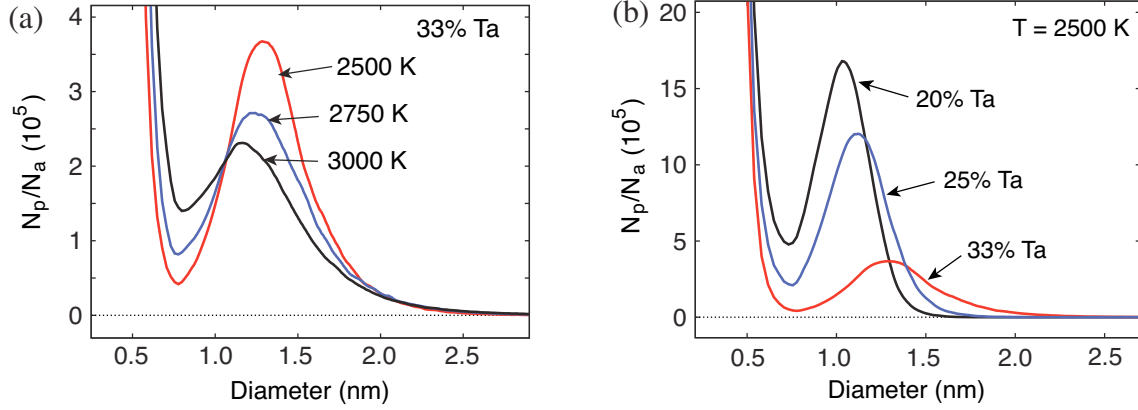 (a)
33% Ta
2500 K
2750 K
3000 K
N_p/N_a (10^5)
4
3
2
1
0
0.5 1.0 1.5 2.0 2.5
Diameter (nm)
(b)
T = 2500 K
20% Ta
25% Ta
33% Ta
N_p/N_a (10^5)
20
15
10
5
0
0.5 1.0 1.5 2.0 2.5
Diameter (nm)